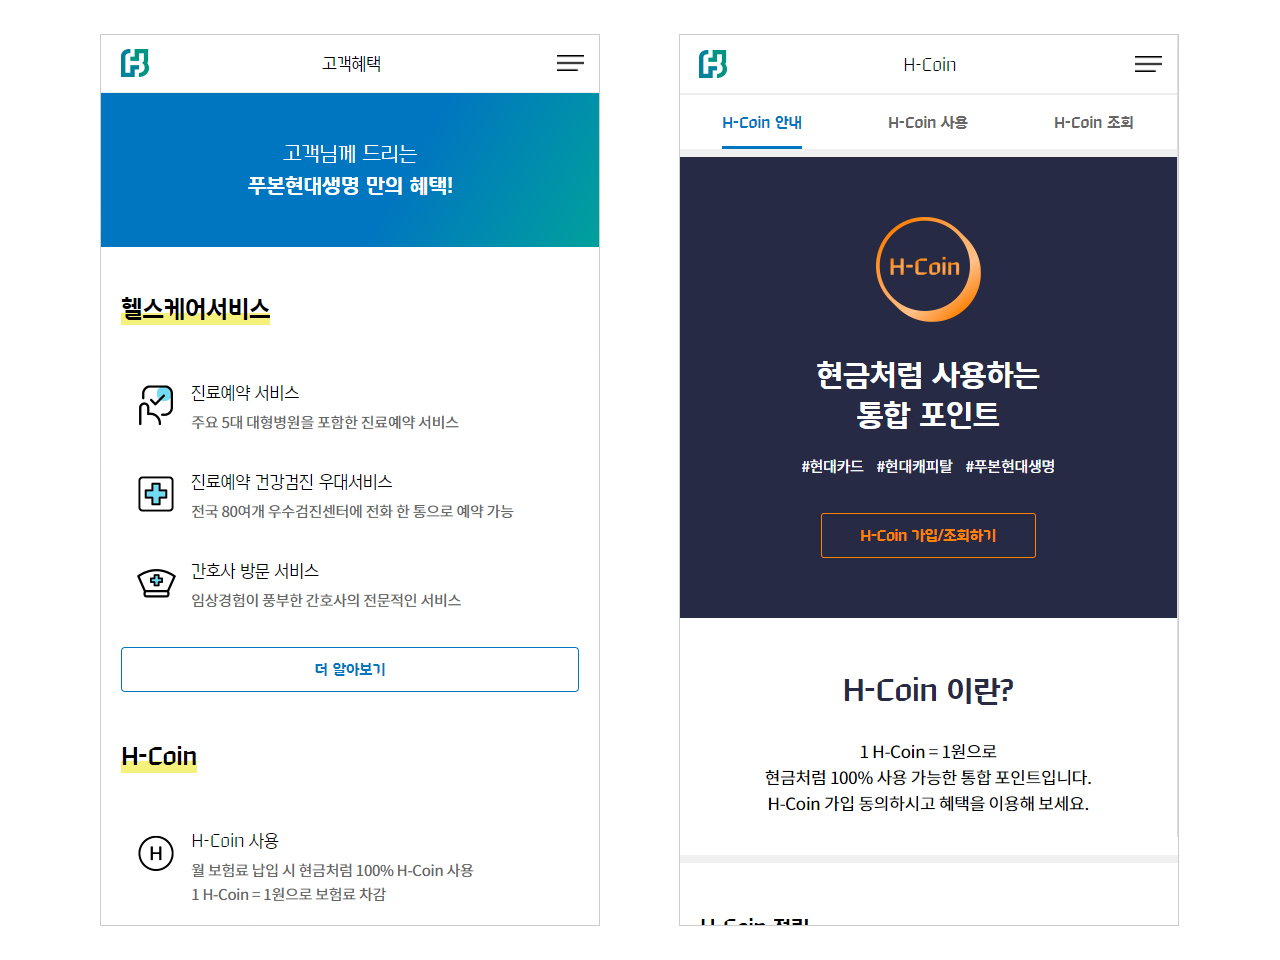 고객혜택
고객님께 드리는
푸본현대생명 만의 혜택!
헬스케어서비스
진료예약 서비스
주요 5대 대형병원을 포함한 진료예약 서비스
진료예약 건강검진 우대서비스
전국 80여개 우수검진센터에 전화 한 통으로 예약 가능
간호사 방문 서비스
임상경험이 풍부한 간호사의 전문적인 서비스
더 알아보기
H-Coin
H
H-Coin 사용
월 보험료 납입 시 현금처럼 100% H-Coin 사용
1 H-Coin = 1원으로 보험료 차감
H-Coin
H-Coin 안내 H-Coin 사용 H-Coin 조회
H-Coin
현금처럼 사용하는
통합 포인트
#현대카드 #현대캐피탈 #푸본현대생명
H-Coin 가입/조회하기
H-Coin 이란?
1 H-Coin = 1원으로
현금처럼 100% 사용 가능한 통합 포인트입니다.
H-Coin 가입 동의하시고 혜택을 이용해 보세요.
H-Coin